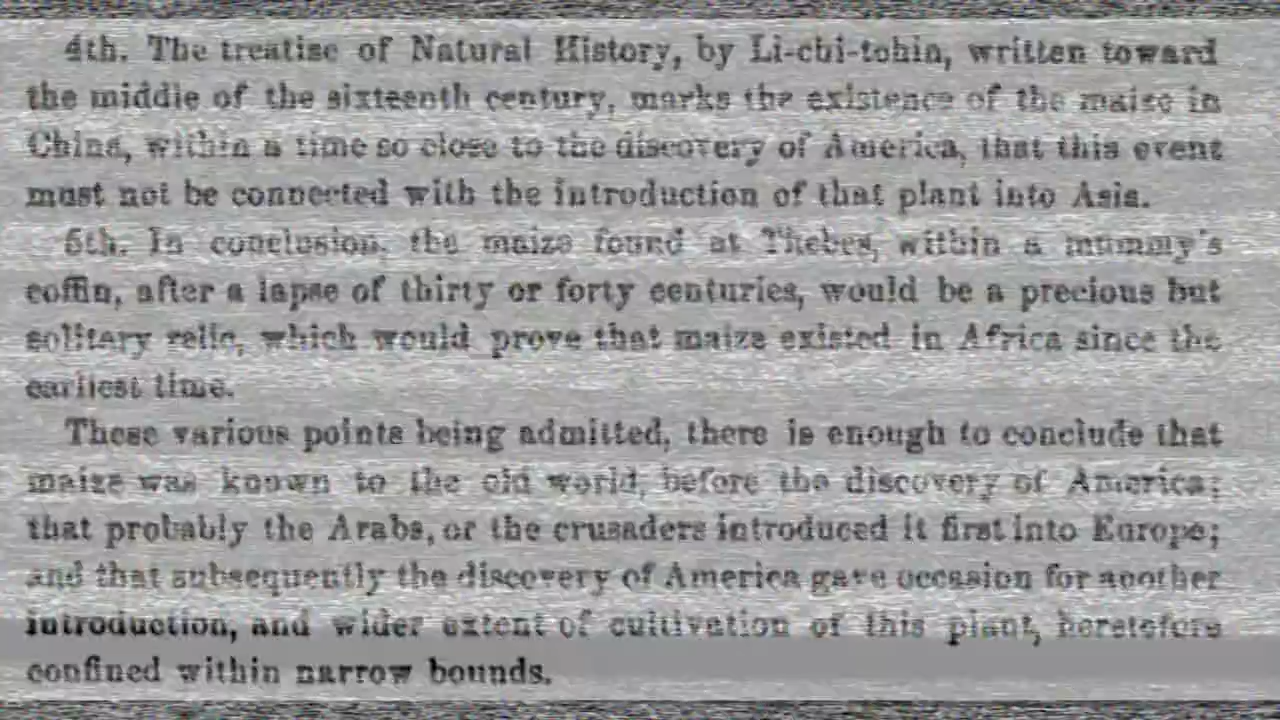 4th. The treatise of Natural History, by Li-chi-tchin, written toward
the middle of the sixteenth century, marks the existence of the maize in
China, within a time so close to the discovery of America, that this event
must not be connected with the introduction of that plant into Asia.
5th. In conclusion, the maize found at Thebes, within a mummy's
coffin, after a lapse of thirty or forty centuries, would be a precious but
solitary relic, which would prove that maize existed in Africa since the
earliest time.
These various points being admitted, there is enough to conclude that
maize was known to the old world, before the discovery of America;
that probably the Arabs, or the crusaders introduced it first into Europe;
and that subsequently the discovery of America gave occasion for another
introduction, and wider extent of cultivation of this plant, heretofore
confined within narrow bounds.